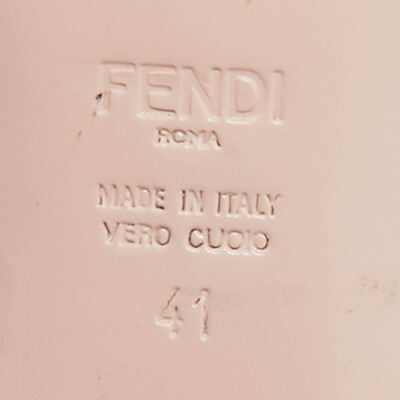 FENDI
ROMA
MADE IN ITALY
VERO CUOIO
41